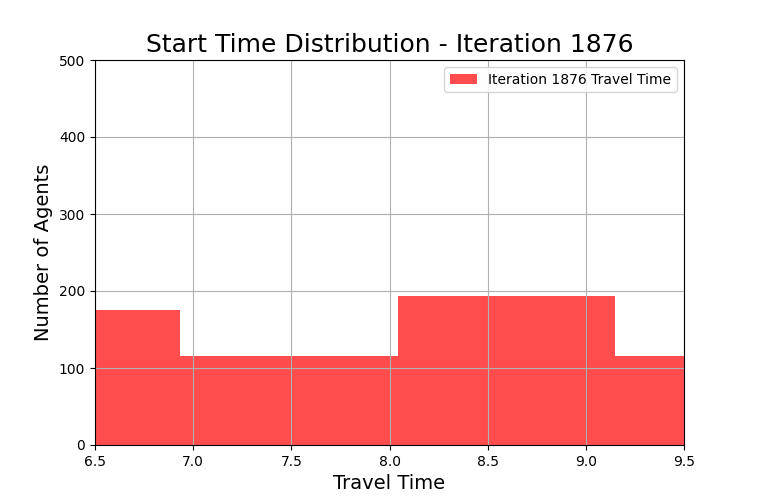 Start Time Distribution - Iteration 1876
Iteration 1876 Travel Time
Number of Agents
500
400
300
200
100
0
6.5 7.0 7.5 8.0 8.5 9.0 9.5
Travel Time